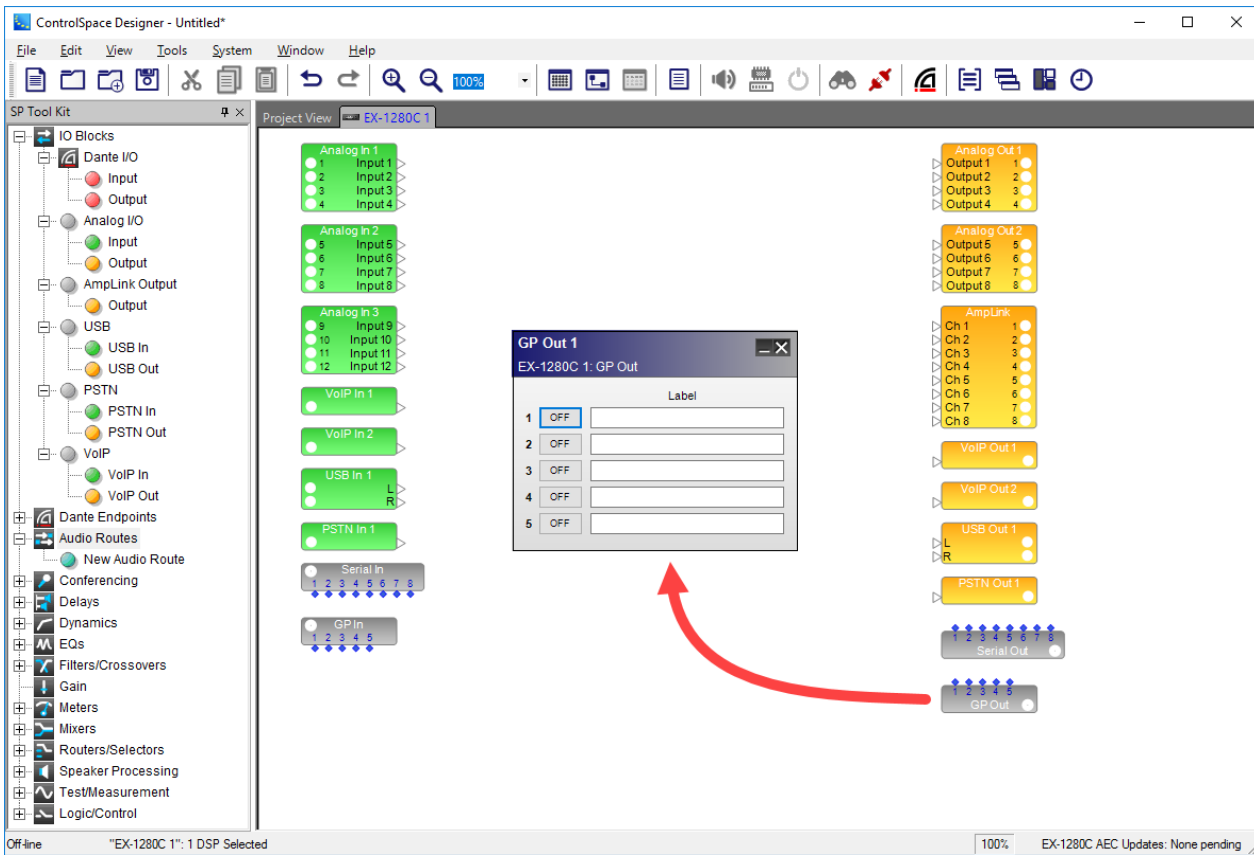 ControlSpace Designer - Untitled*
File Edit View Tools System Window Help
100%
SP Tool Kit
IO Blocks
Dante I/O
Input
Output
Analog I/O
Input
Output
AmpLink Output
Output
USB
USB In
USB Out
PSTN
PSTN In
PSTN Out
VoIP
VoIP In
VoIP Out
Dante Endpoints
Audio Routes
New Audio Route
Conferencing
Delays
Dynamics
EQs
Filters/Crossovers
Gain
Meters
Mixers
Routers/Selectors
Speaker Processing
Test/Measurement
Logic/Control
Project View EX-1280C 1
Analog In 1
1 Input 1
2 Input 2
3 Input 3
4 Input 4
Analog In 2
5 Input 5
6 Input 6
7 Input 7
8 Input 8
Analog In 3
9 Input 9
10 Input 10
11 Input 11
12 Input 12
VoIP In 1
VoIP In 2
USB In 1
L
R
PSTN In 1
Serial In
1 2 3 4 5 6 7 8
GP In
1 2 3 4 5
GP Out 1
EX-1280C 1: GP Out
Label
1 OFF
2 OFF
3 OFF
4 OFF
5 OFF
Analog Out 1
Output 1 1
Output 2 2
Output 3 3
Output 4 4
Analog Out 2
Output 5 5
Output 6 6
Output 7 7
Output 8 8
AmpLink
Ch 1 1
Ch 2 2
Ch 3 3
Ch 4 4
Ch 5 5
Ch 6 6
Ch 7 7
Ch 8 8
VoIP Out 1
VoIP Out 2
USB Out 1
L
R
PSTN Out 1
1 2 3 4 5 6 7 8
Serial Out
1 2 3 4 5
GP Out
Off-line "EX-1280C 1": 1 DSP Selected 100% EX-1280C AEC Updates: None pending